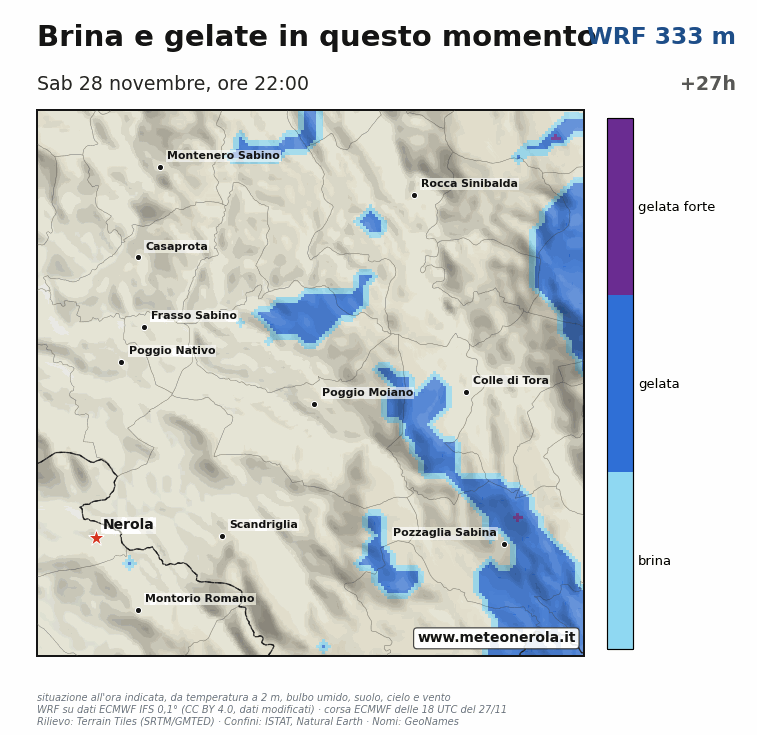 Brina e gelate in questo momento
WRF 333 m
Sab 28 novembre, ore 22:00
+27h
Montenero Sabino
Rocca Sinibalda
gelata forte
Casaprota
Frasso Sabino
Poggio Nativo
Colle di Tora
gelata
Poggio Moiano
Nerola
Scandriglia
Pozzaglia Sabina
brina
Montorio Romano
www.meteonerola.it
situazione all'ora indicata, da temperatura a 2 m, bulbo umido, suolo, cielo e vento
WRF su dati ECMWF IFS 0,1° (CC BY 4.0, dati modificati) · corsa ECMWF delle 18 UTC del 27/11
Rilievo: Terrain Tiles (SRTM/GMTED) · Confini: ISTAT, Natural Earth · Nomi: GeoNames